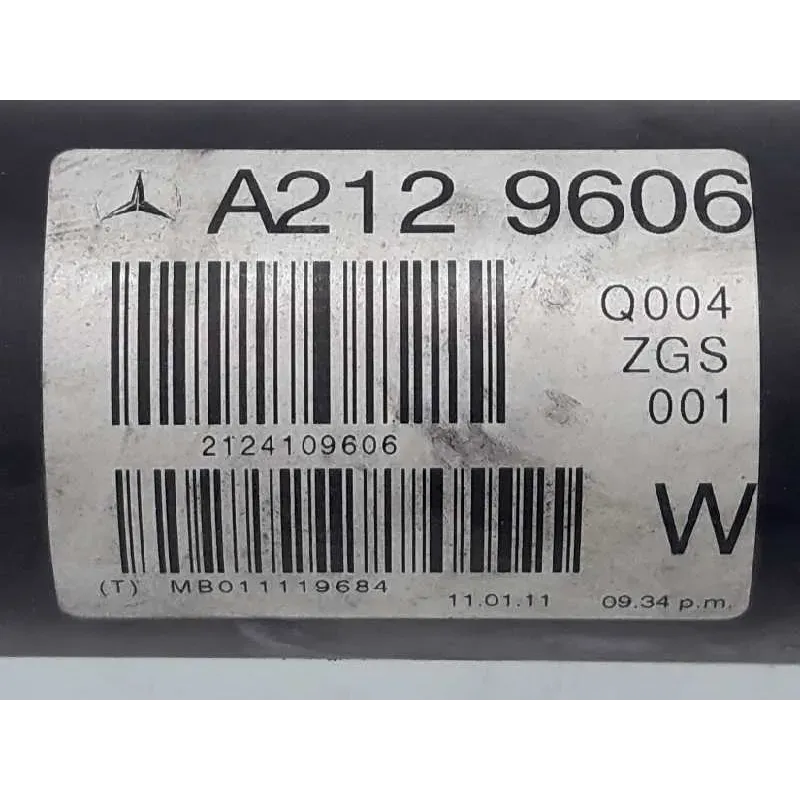 A212 9606
Q004
ZGS
001
2124109606
W
(T) MB011119684
11.01.11 09.34 p.m.